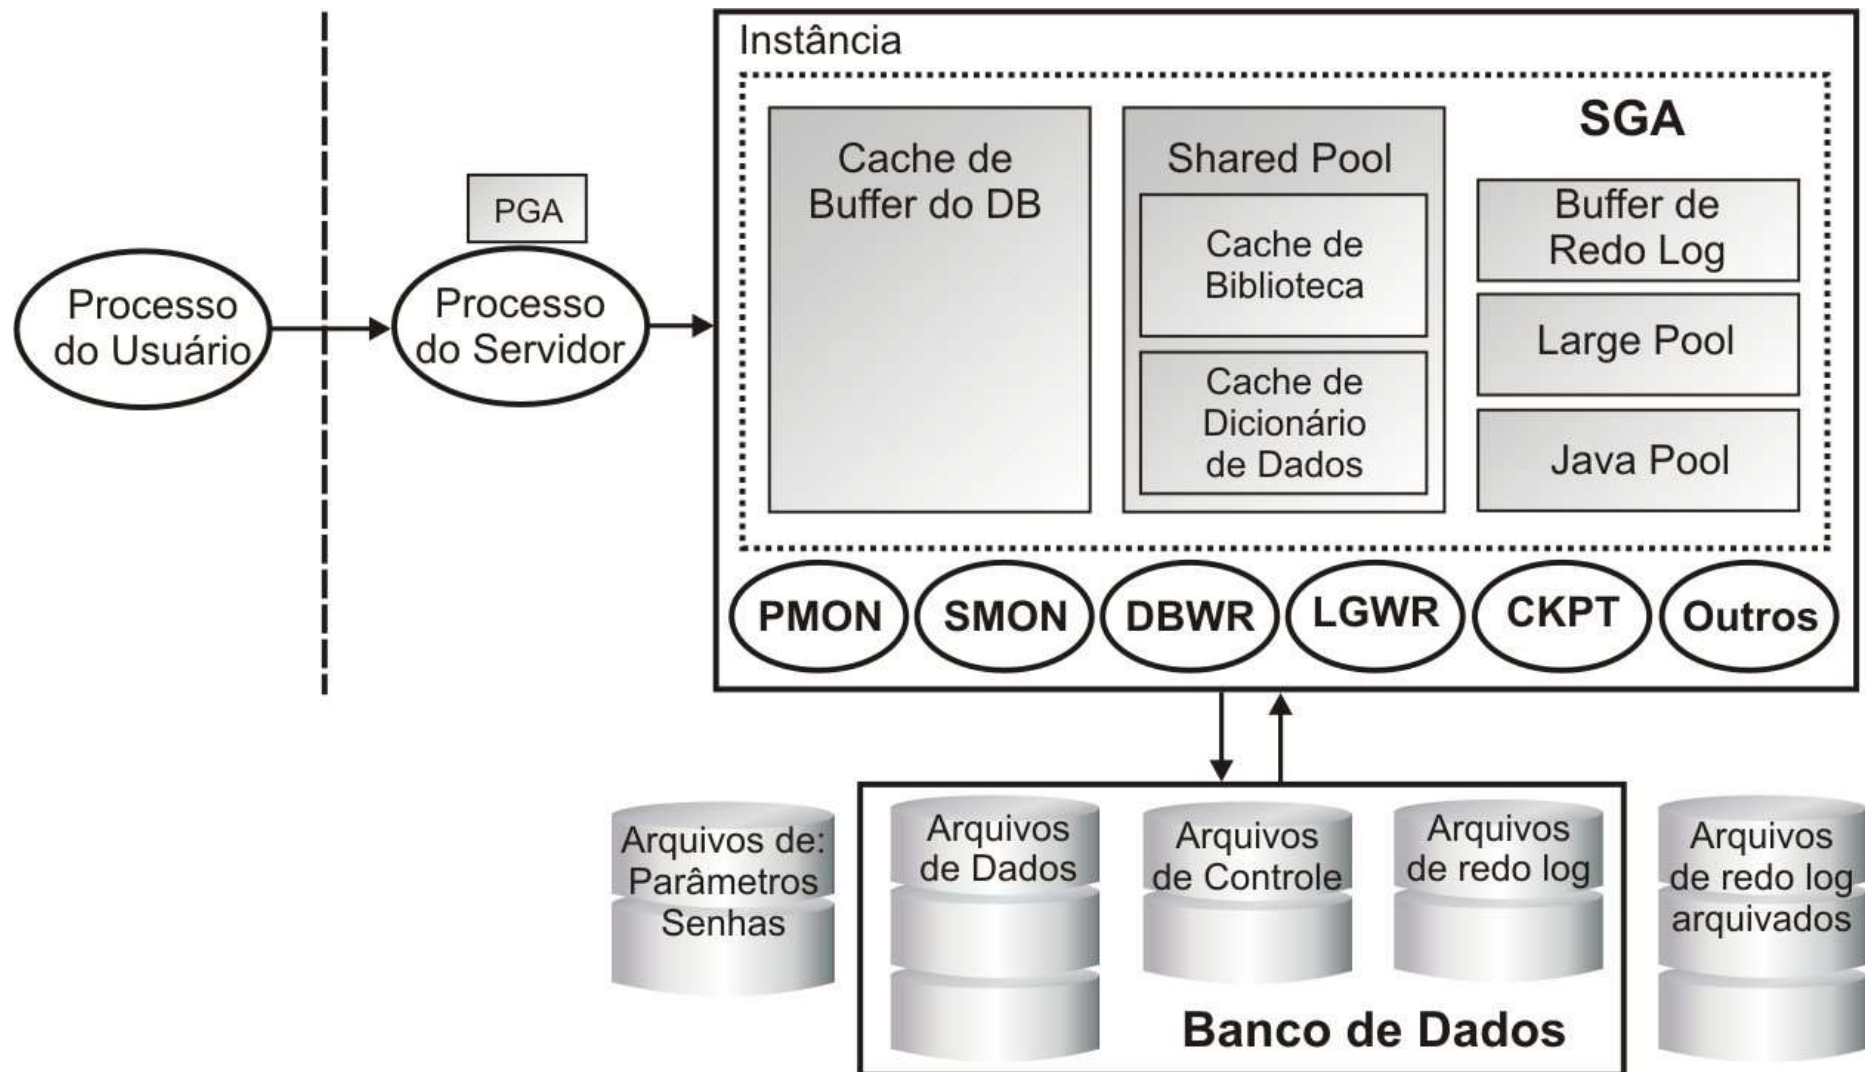 Instância
SGA
Cache de
Buffer do DB
Shared Pool
Cache de
Biblioteca
Cache de
Dicionário
de Dados
Buffer de
Redo Log
Large Pool
Java Pool
PGA
Processo
do Usuário
Processo
do Servidor
PMON
SMON
DBWR
LGWR
CKPT
Outros
Arquivos de:
Parâmetros
Senhas
Arquivos
de Dados
Arquivos
de Controle
Arquivos
de redo log
Arquivos
de redo log
arquivados
Banco de Dados